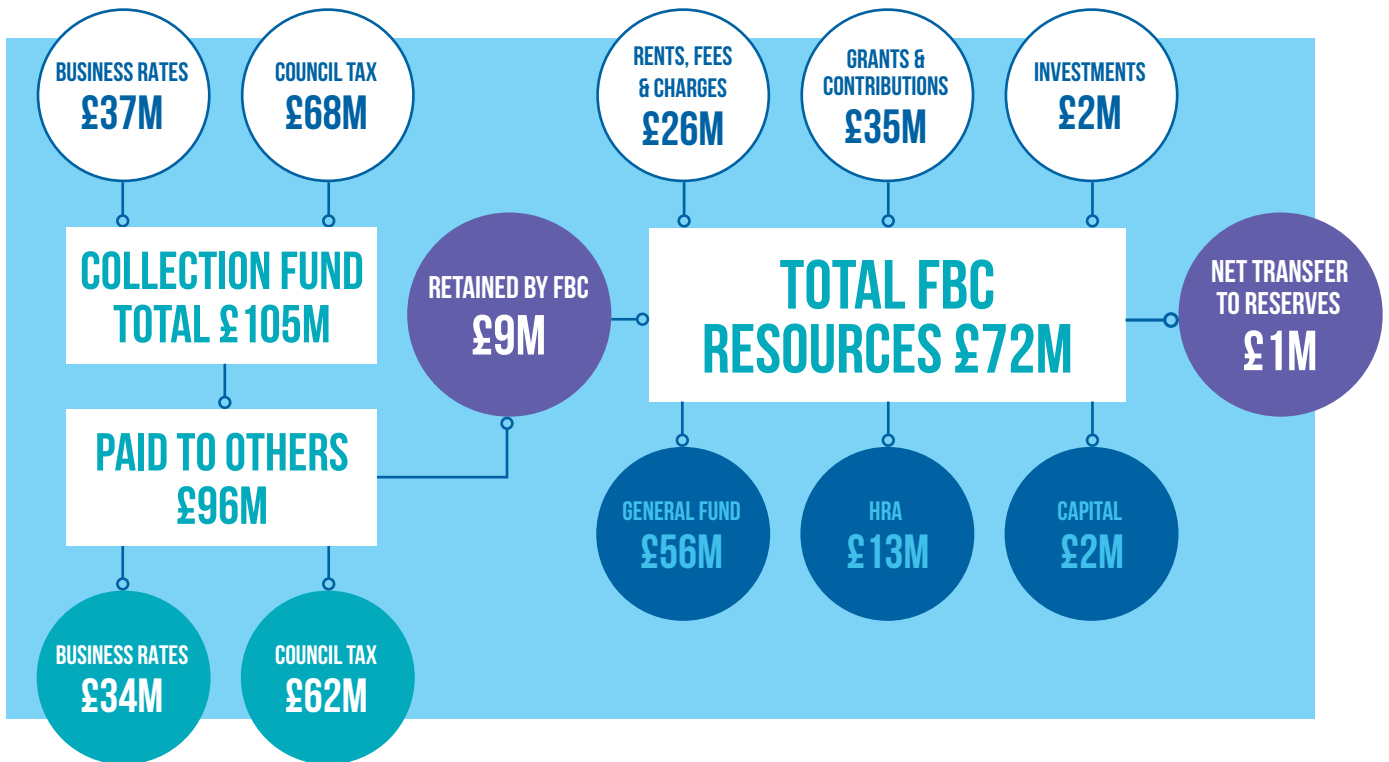 BUSINESS RATES
£37M
COUNCIL TAX
£68M
RENTS, FEES
& CHARGES
£26M
GRANTS &
CONTRIBUTIONS
£35M
INVESTMENTS
£2M
COLLECTION FUND
TOTAL £105M
RETAINED BY FBC
£9M
TOTAL FBC
RESOURCES £72M
NET TRANSFER
TO RESERVES
£1M
PAID TO OTHERS
£96M
GENERAL FUND
£56M
HRA
£13M
CAPITAL
£2M
BUSINESS RATES
£34M
COUNCIL TAX
£62M